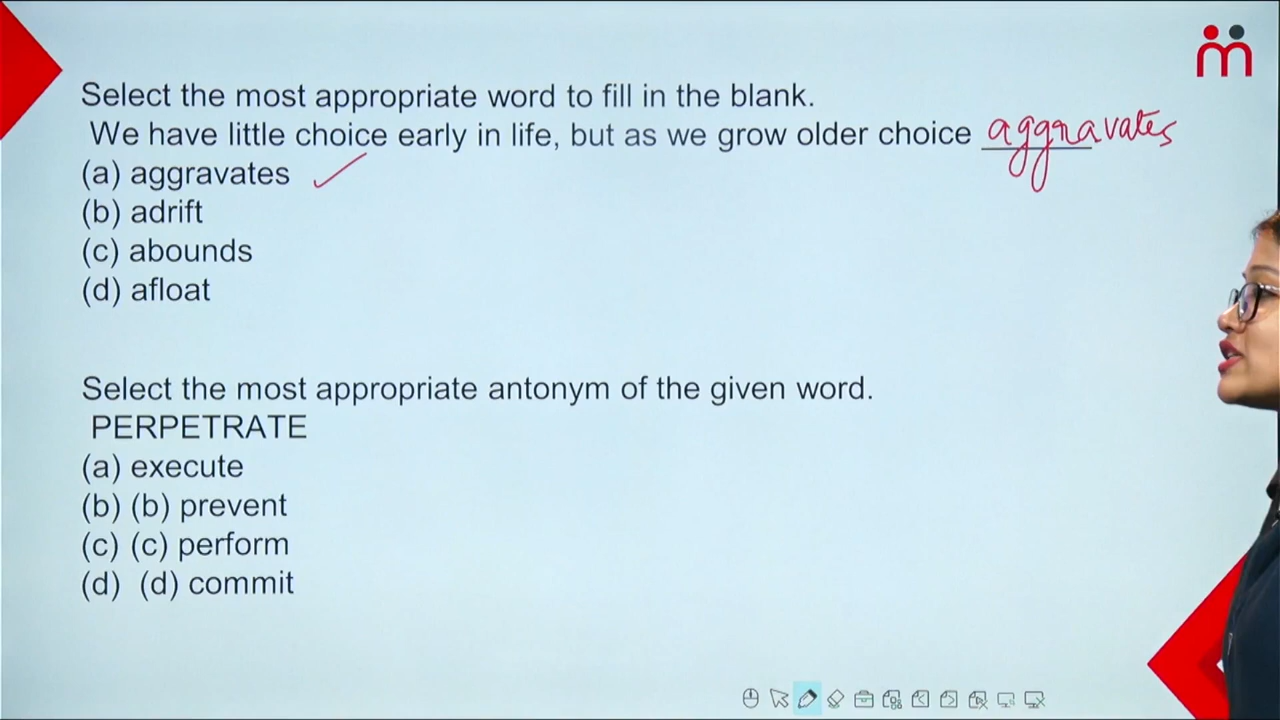 Select the most appropriate word to fill in the blank.
We have little choice early in life, but as we grow older choice aggravates
(a) aggravates
(b) adrift
(c) abounds
(d) afloat
Select the most appropriate antonym of the given word.
PERPETRATE
(a) execute
(b) (b) prevent
(c) (c) perform
(d) (d) commit